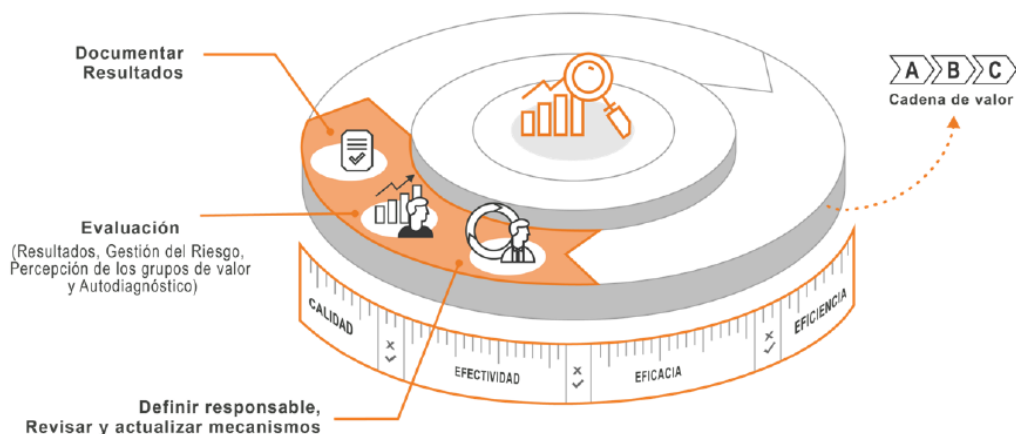 Documentar
Resultados
A B C
Cadena de valor
Evaluación
(Resultados, Gestión del Riesgo,
Percepción de los grupos de valor
y Autodiagnóstico)
CALIDAD
EFECTIVIDAD
EFICACIA
EFICIENCIA
Definir responsable,
Revisar y actualizar mecanismos